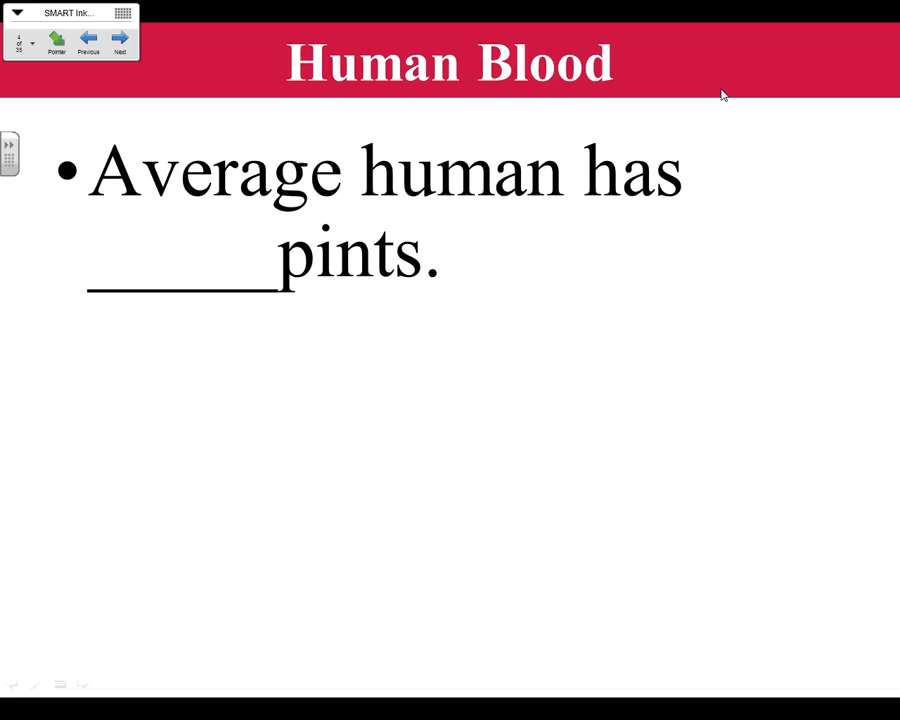 SMART Ink...
4
of
35
Pointer
Previous
Next
Human Blood
•Average human has
______pints.